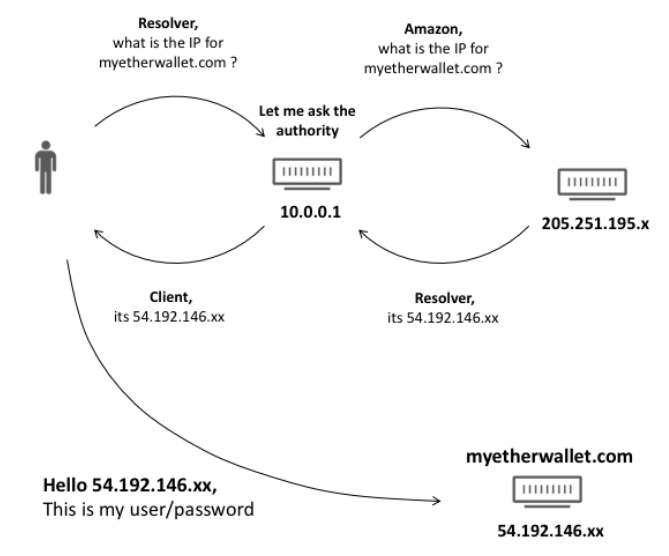 Resolver,
what is the IP for
myetherwallet.com ?
Amazon,
what is the IP for
myetherwallet.com ?
Let me ask the
authority
10.0.0.1
205.251.195.x
Client,
its 54.192.146.xx
Resolver,
its 54.192.146.xx
myetherwallet.com
Hello 54.192.146.xx,
This is my user/password
54.192.146.xx